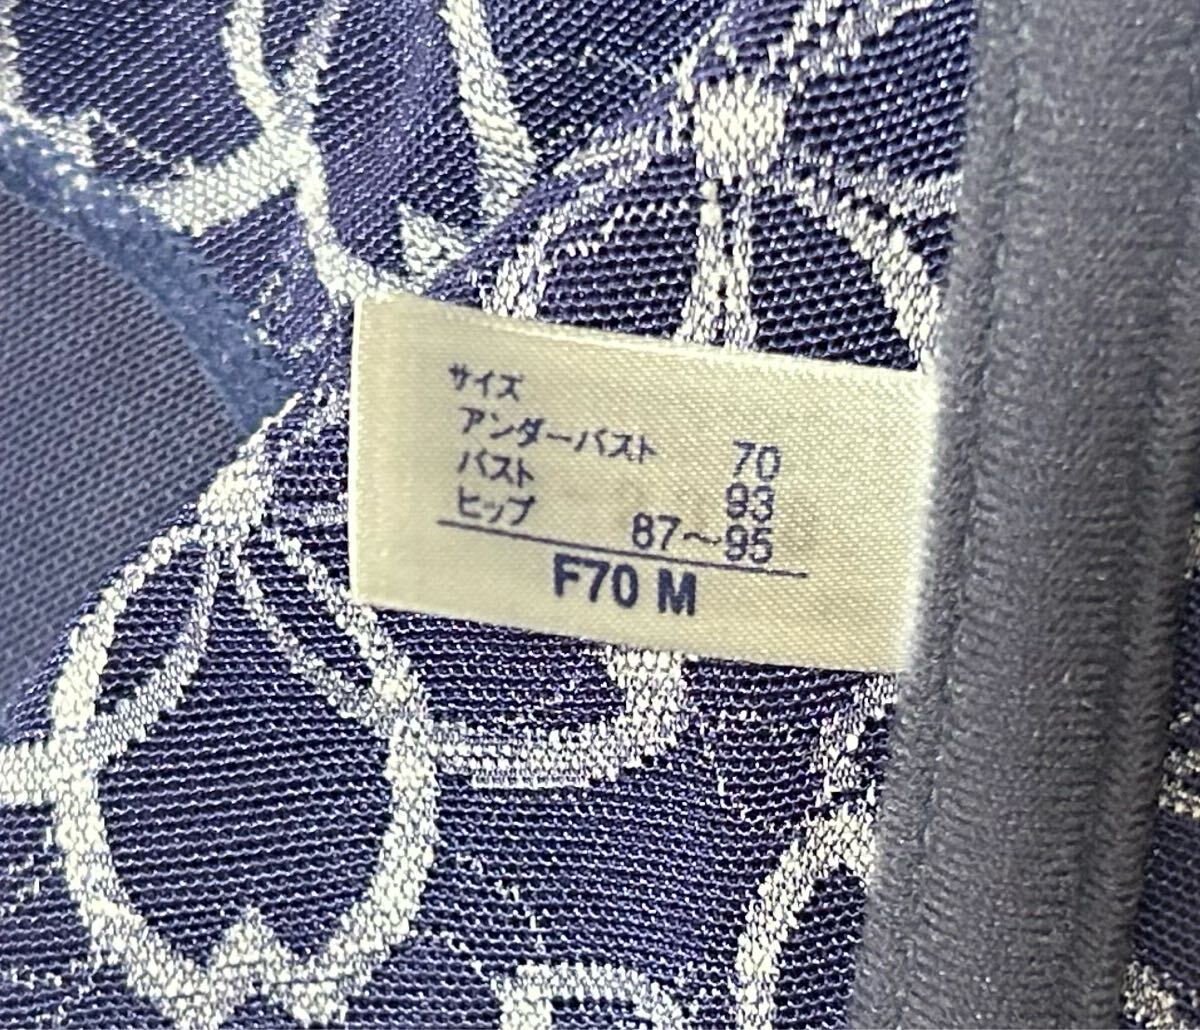 サイズ
アンダーバスト 70
バスト 93
ヒップ 87〜95
F70 M